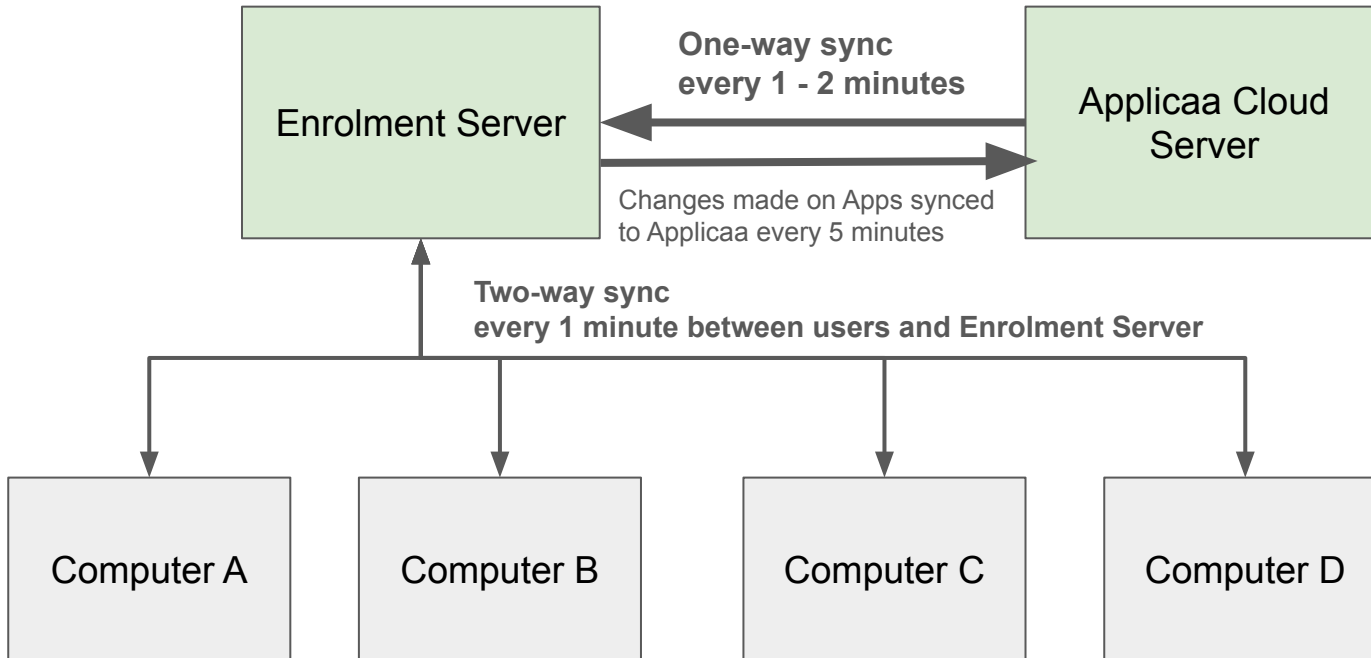 One-way sync
every 1 - 2 minutes
Enrolment Server
Applicaa Cloud
Server
Changes made on Apps synced
to Applicaa every 5 minutes
Two-way sync
every 1 minute between users and Enrolment Server
Computer A
Computer B
Computer C
Computer D